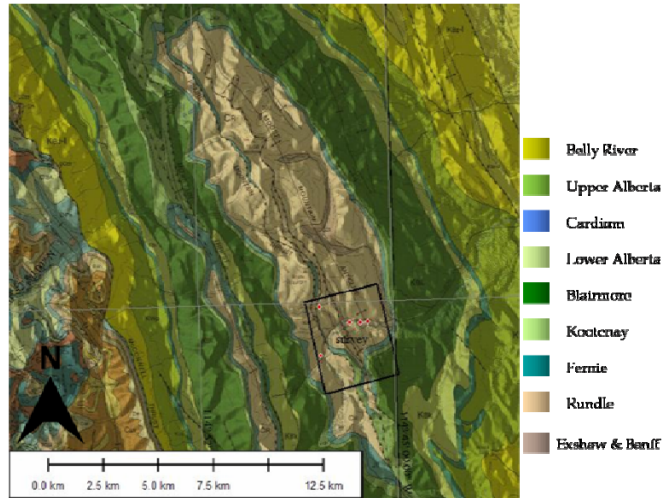 survey
N
0.0 km 2.5 km 5.0 km 7.5 km 12.5 km
Belly River
Upper Alberta
Cardium
Lower Alberta
Blairmore
Kootenay
Fernie
Rundle
Exshaw & Banff